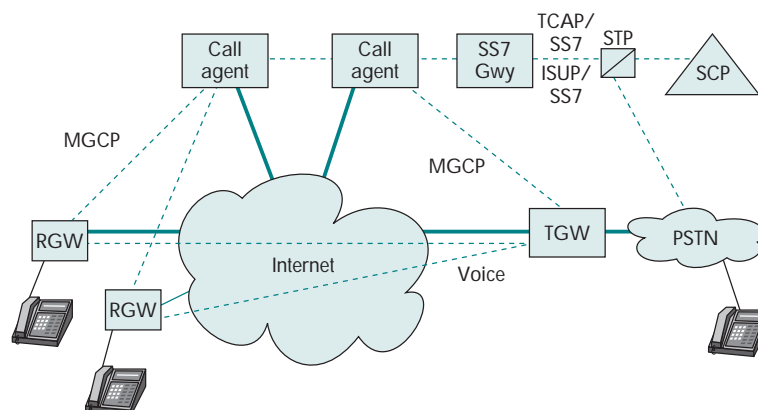 Call
agent
Call
agent
SS7
Gwy
TCAP/
SS7
ISUP/
SS7
STP
SCP
MGCP
MGCP
RGW
TGW
PSTN
Internet
Voice
RGW